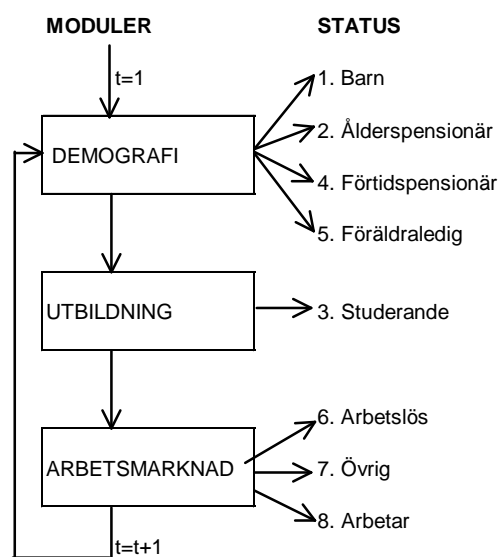 MODULER
STATUS
t=1
1. Barn
2. Ålderspensionär
DEMOGRAFI
4. Förtidspensionär
5. Föräldraledig
UTBILDNING
3. Studerande
6. Arbetslös
ARBETSMARKNAD
7. Övrig
8. Arbetar
t=t+1